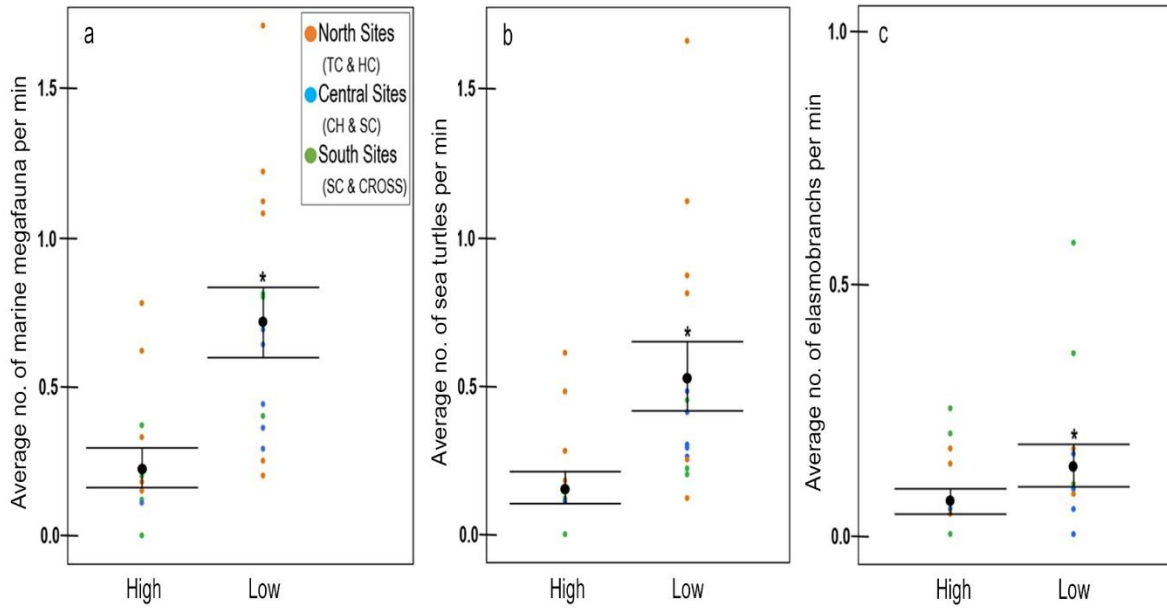 a
North Sites
(TC & HC)
Central Sites
(CH & SC)
South Sites
(SC & CROSS)
Average no. of marine megafauna per min
1.5
1.0
0.5
0.0
*
High
Low
b
Average no. of sea turtles per min
1.5
1.0
0.5
0.0
*
High
Low
c
Average no. of elasmobranchs per min
1.0
0.5
0.0
*
High
Low